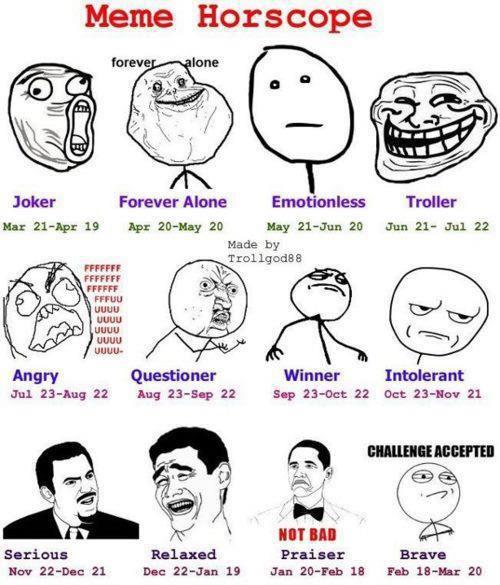 Meme Horscope
forever alone
Joker Forever Alone Emotionless Troller
Mar 21-Apr 19 Apr 20-May 20 May 21-Jun 20 Jun 21- Jul 22
Made by
Trollgod88
FFFFFFF
FFFFFFF
FFFFFF
FFFUU
UUUU
UUUU
UUUU
UUUU
UUUU-
Angry Questioner Winner Intolerant
Jul 23-Aug 22 Aug 23-Sep 22 Sep 23-Oct 22 Oct 23-Nov 21
CHALLENGE ACCEPTED
NOT BAD
Serious Relaxed Praiser Brave
Nov 22-Dec 21 Dec 22-Jan 19 Jan 20-Feb 18 Feb 18-Mar 20